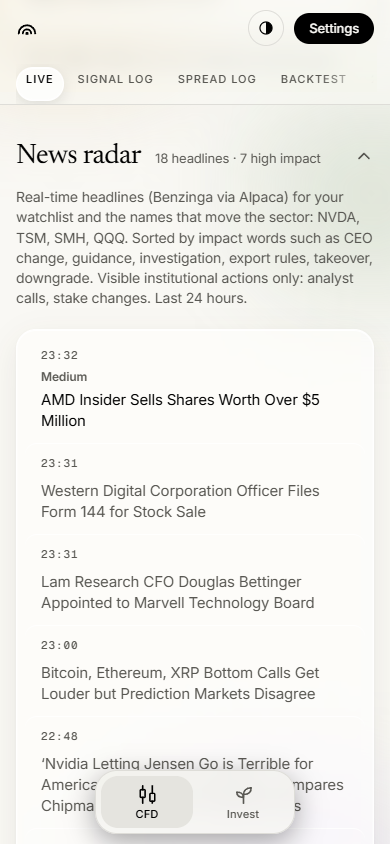 Settings
LIVE SIGNAL LOG SPREAD LOG BACKTEST
News radar 18 headlines · 7 high impact
Real-time headlines (Benzinga via Alpaca) for your
watchlist and the names that move the sector: NVDA,
TSM, SMH, QQQ. Sorted by impact words such as CEO
change, guidance, investigation, export rules, takeover,
downgrade. Visible institutional actions only: analyst
calls, stake changes. Last 24 hours.
23:32
Medium
AMD Insider Sells Shares Worth Over $5
Million
23:31
Western Digital Corporation Officer Files
Form 144 for Stock Sale
23:31
Lam Research CFO Douglas Bettinger
Appointed to Marvell Technology Board
23:00
Bitcoin, Ethereum, XRP Bottom Calls Get
Louder but Prediction Markets Disagree
22:48
‘Nvidia Letting Jensen Go is Terrible for
CFD Invest